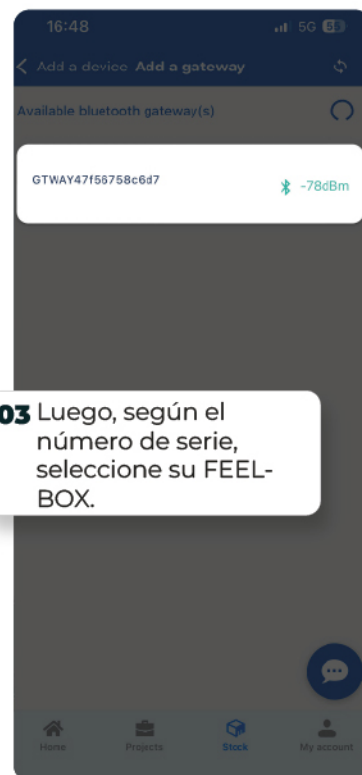 16:48 5G 55
Add a device Add a gateway
Available bluetooth gateway(s)
GTWAY47f56758c6d7 -78dBm
03 Luego, según el
número de serie,
seleccione su FEEL-
BOX.
Home Projects Stock My account